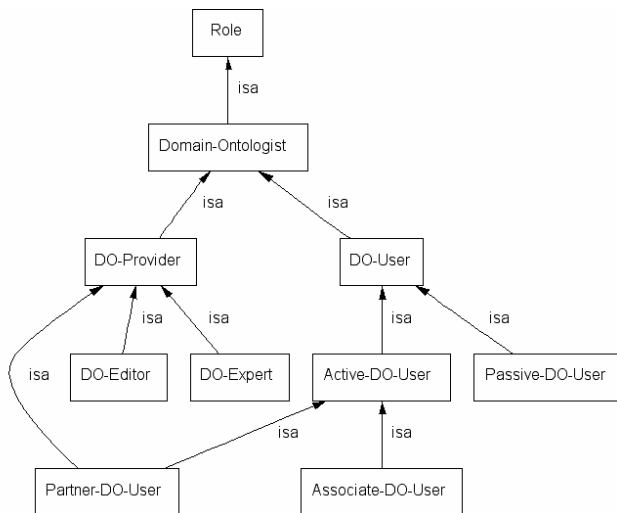 Role
isa
Domain-Ontologist
isa
isa
DO-Provider
DO-User
isa
isa
isa
isa
isa
DO-Editor
DO-Expert
Active-DO-User
Passive-DO-User
isa
isa
Partner-DO-User
Associate-DO-User